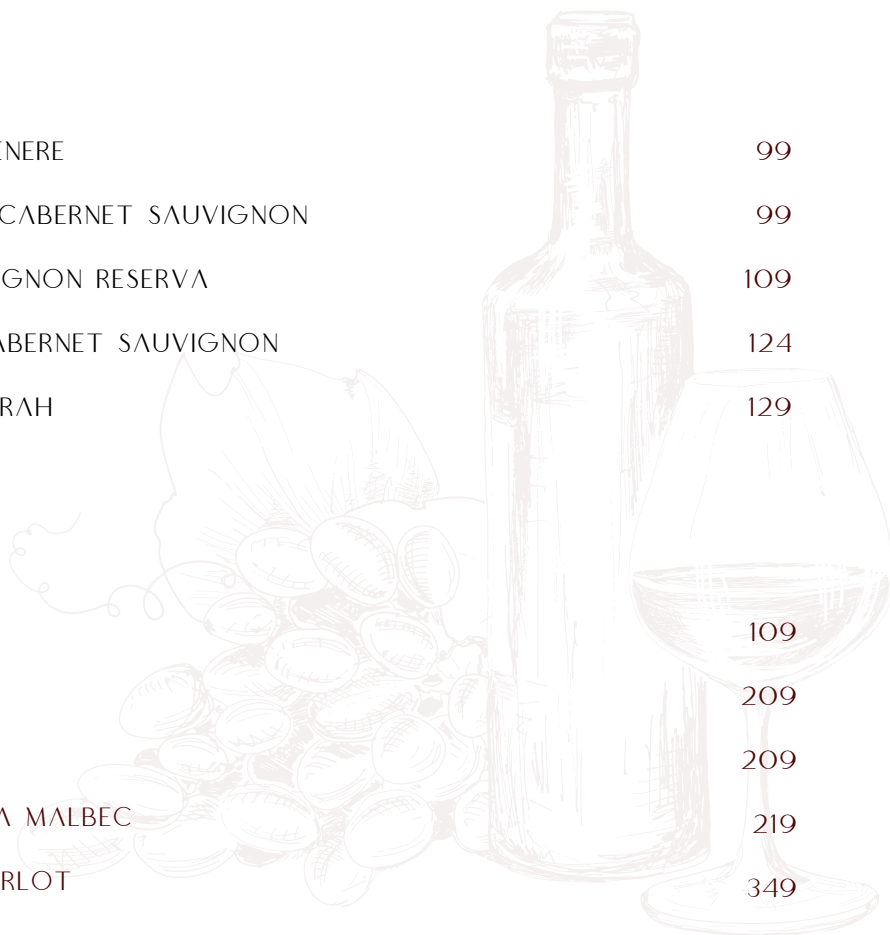 ENERE 99
CABERNET SAUVIGNON 99
GNON RESERVA 109
ABERNET SAUVIGNON 124
RAH 129
109
209
209
A MALBEC 219
RLOT 349